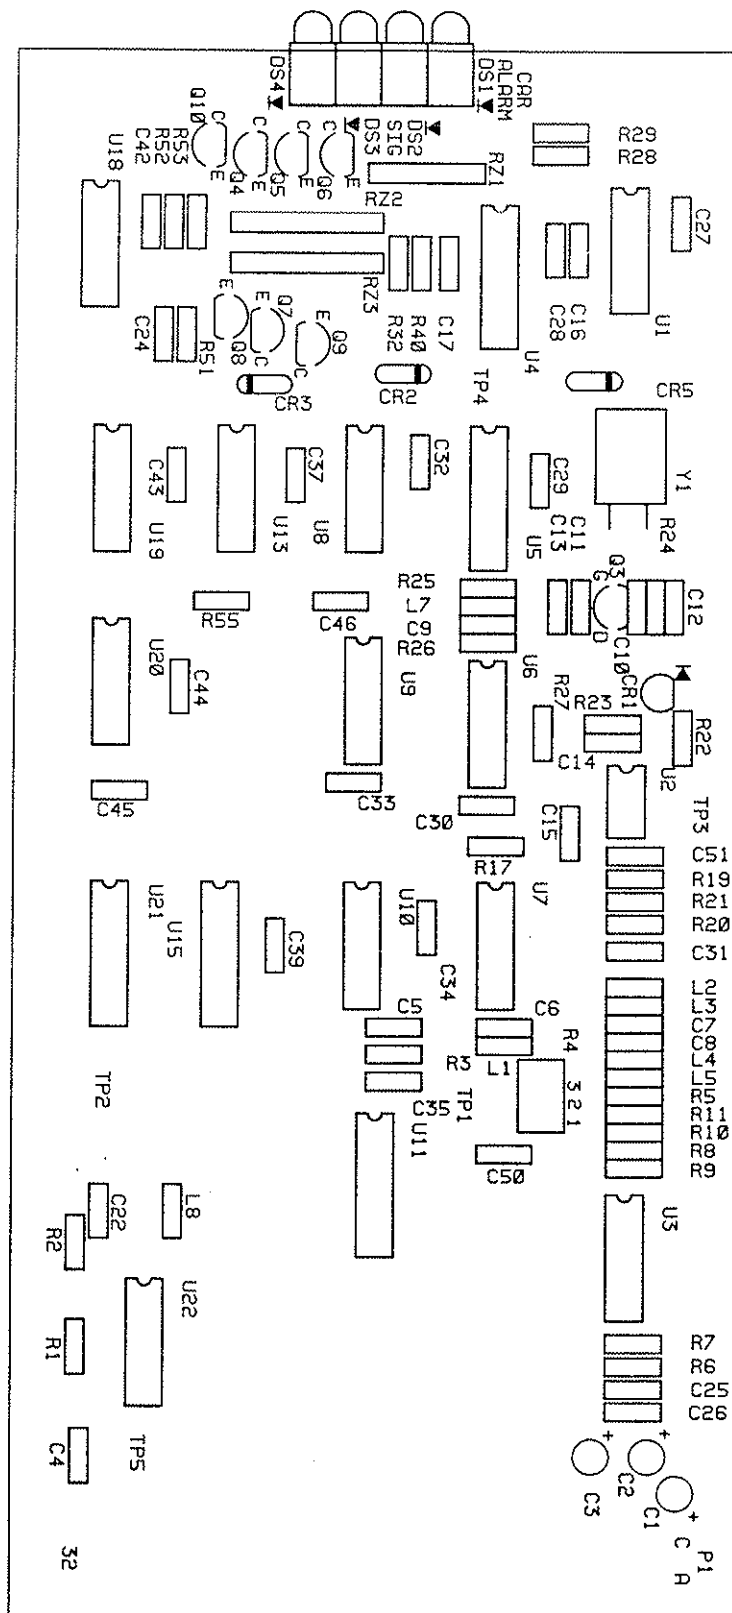 DS4
DS1
ALARM
CAR
DS3
SIG
DS2
Q10
C
E
C
E
C
E
C
E
Q4
Q5
Q6
R29
R28
RZ1
U18
C42
R52
R53
RZ2
RZ3
C27
C24
R51
E
C
Q8
E
C
Q7
E
C
Q9
R32
R40
C17
U4
C28
C16
U1
CR3
CR2
TP4
CR5
C43
U19
C37
U13
U8
C32
C29
U5
C13
C11
Y1
R24
R55
C46
R25
L7
C9
R26
Q3
G
D
C10
C12
U20
C44
U9
U6
R27
R23
CR1
R22
C14
U2
C45
C33
C30
C15
TP3
R17
C51
R19
R21
R20
C31
U21
U15
C39
U10
C34
U7
L2
L3
C7
C8
L4
L5
R5
R11
R10
R8
R9
C5
C6
R3
L1
R4
C35
TP1
3 2 1
TP2
U11
C50
C22
L8
R2
U3
U22
R1
R7
R6
C25
C26
C4
TP5
+
+
C3
C2
C1
+
C
A
P1
32